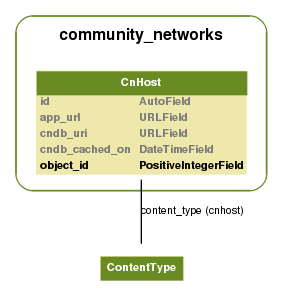 community_networks
CnHost
id AutoField
app_url URLField
cndb_uri URLField
cndb_cached_on DateTimeField
object_id PositiveIntegerField
content_type (cnhost)
ContentType